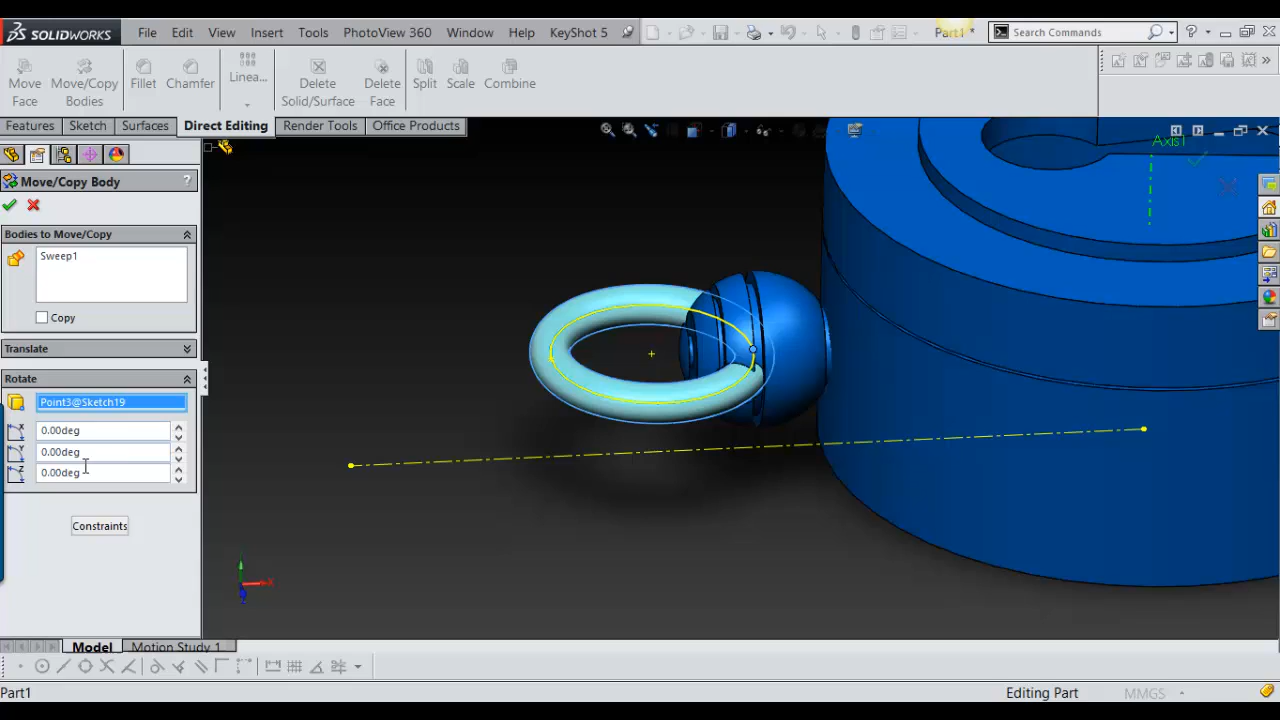 SOLIDWORKS File Edit View Insert Tools PhotoView 360 Window Help KeyShot 5 Part1 * Search Commands
Move Face
Move/Copy Bodies
Fillet
Chamfer
Linea...
Delete Solid/Surface
Delete Face
Split
Scale
Combine
Features Sketch Surfaces Direct Editing Render Tools Office Products
Move/Copy Body ?
Bodies to Move/Copy
Sweep1
Copy
Translate
Rotate
Point3@Sketch19
X 0.00deg
Y 0.00deg
Z 0.00deg
Constraints
Axis1
X
Z
Model Motion Study 1
Part1 Editing Part MMGS